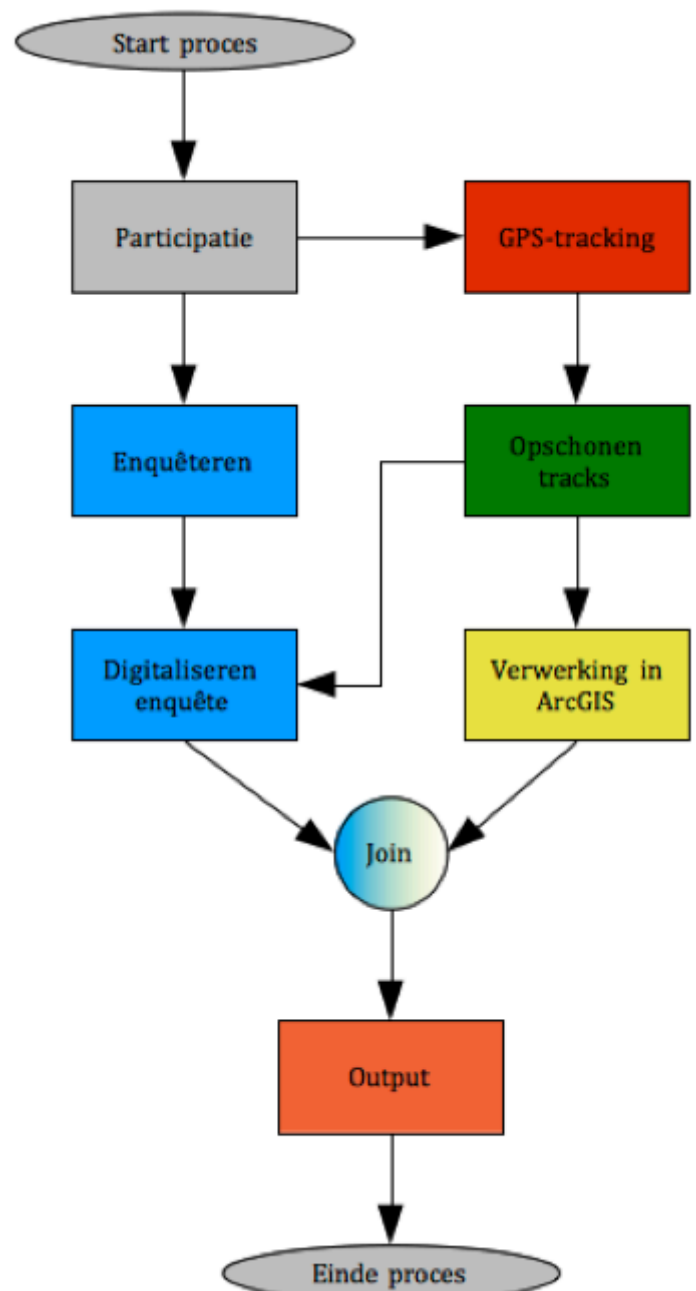 Start proces
Participatie
GPS-tracking
Enquêteren
Opschonen
tracks
Digitaliseren
enquête
Verwerking in
ArcGIS
Join
Output
Einde proces